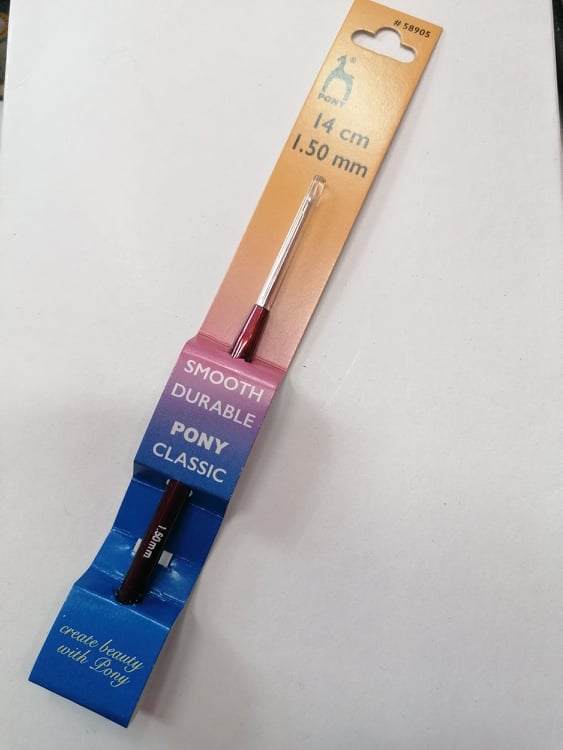 # 58905
®
PONY
14 cm
1.50 mm
SMOOTH
DURABLE
PONY
CLASSIC
1.50mm
create beauty
with Pony